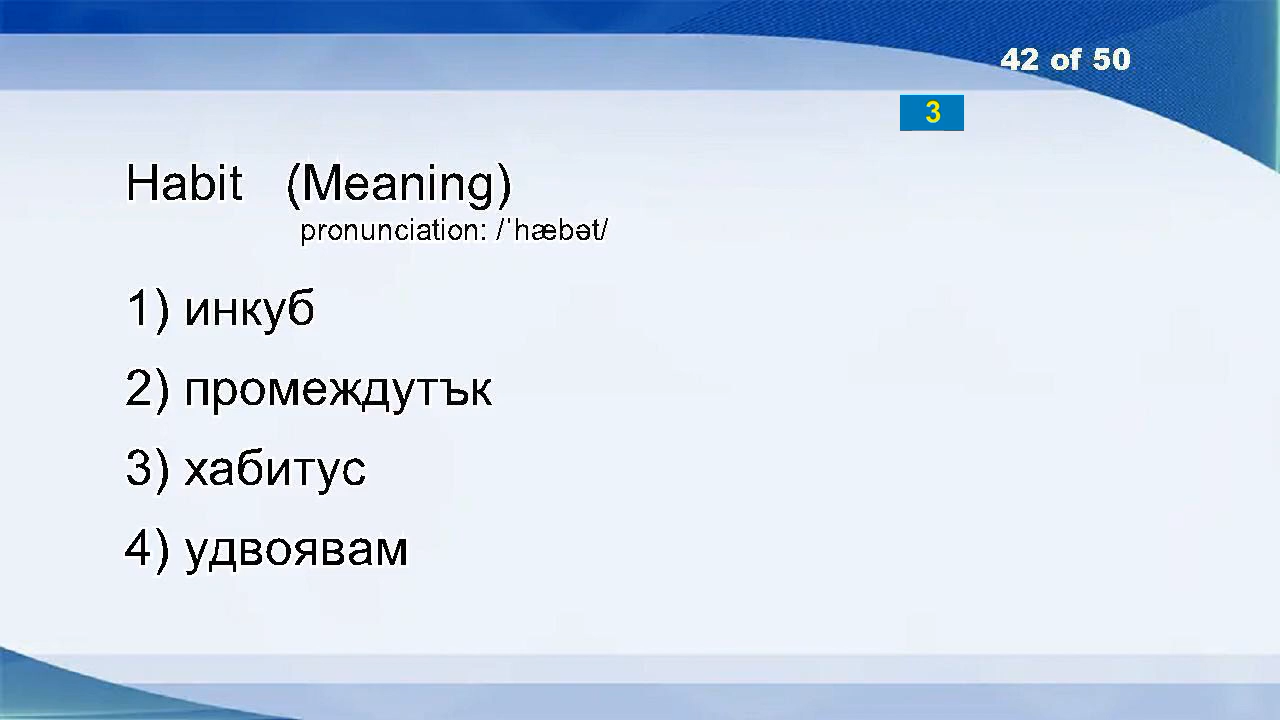 42 of 50
3
Habit (Meaning)
pronunciation: /ˈhæbət/
1) инкуб
2) промеждутък
3) хабитус
4) удвоявам